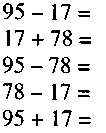 95 − 17 =
17 + 78 =
95 − 78 =
78 − 17 =
95 + 17 =